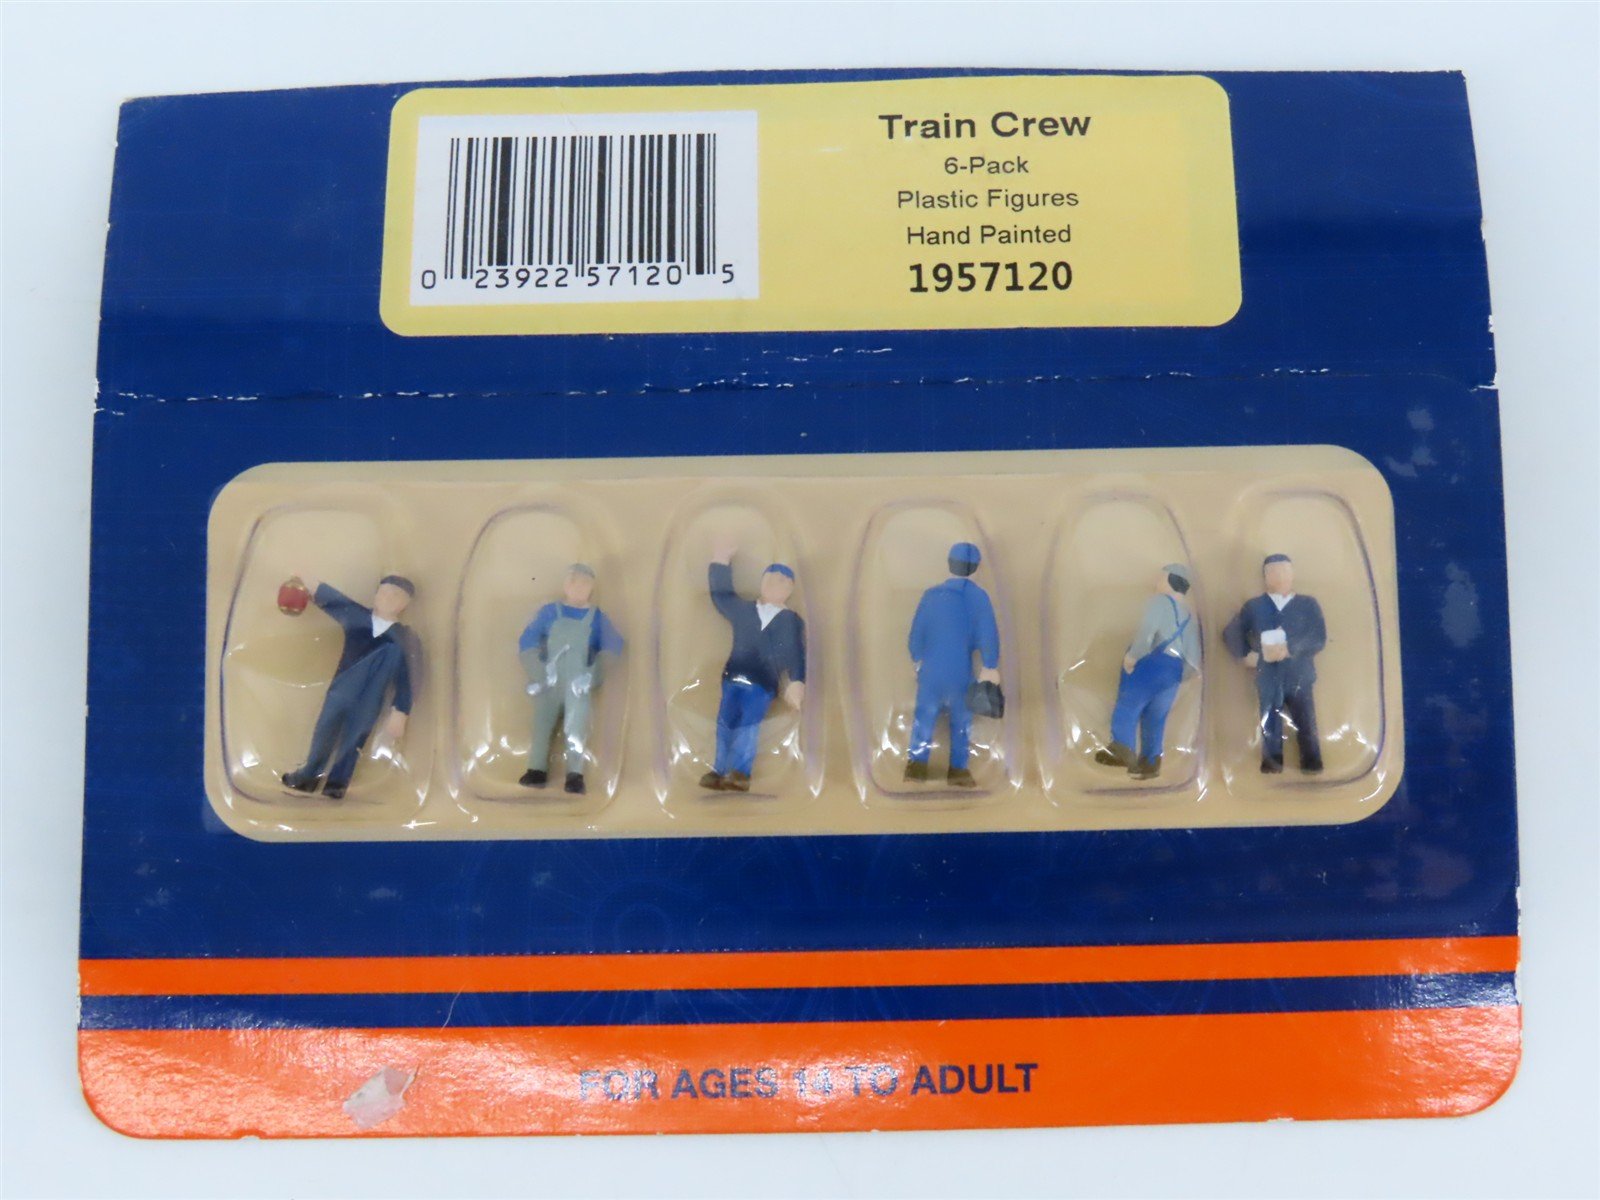 Train Crew
6-Pack
Plastic Figures
Hand Painted
1957120
0 23922 57120 5
FOR AGES 14 TO ADULT